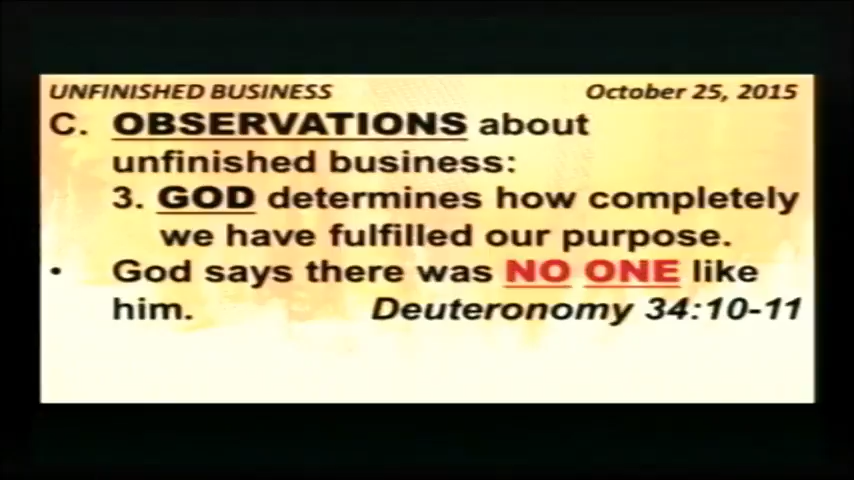 UNFINISHED BUSINESS October 25, 2015
C. OBSERVATIONS about
unfinished business:
3. GOD determines how completely
we have fulfilled our purpose.
• God says there was NO ONE like
him. Deuteronomy 34:10-11